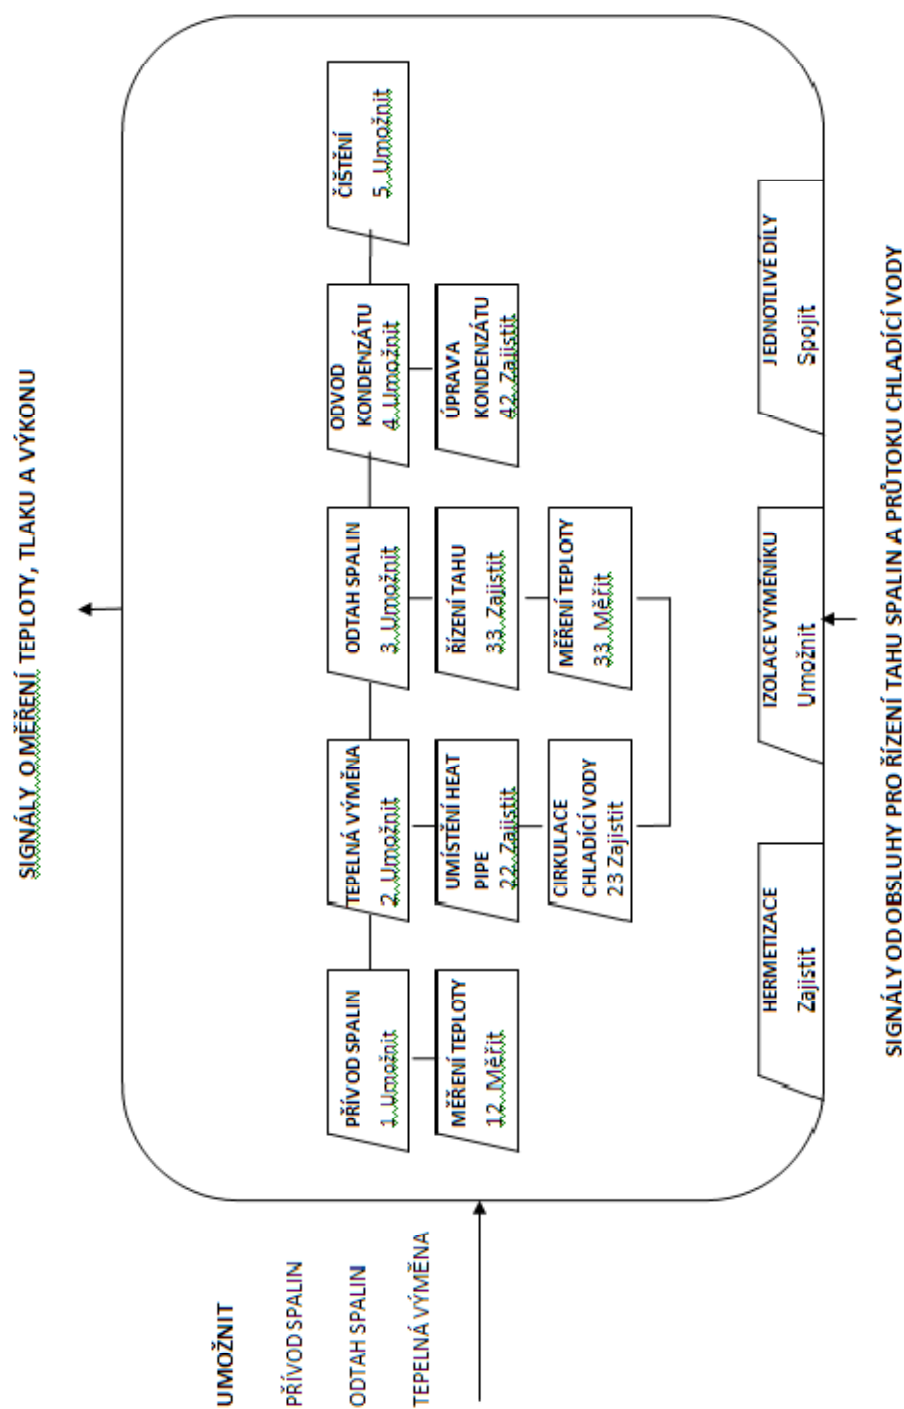 SIGNÁLY O MĚŘENÍ TEPLOTY, TLAKU A VÝKONU
UMOŽNIT
PŘÍVOD SPALIN
ODTAH SPALIN
TEPELNÁ VÝMĚNA
PŘÍVOD SPALIN
1.Umožnit
TEPELNÁ VÝMĚNA
2. Umožnit
ODTAH SPALIN
3. Umožnit
ODVOD
KONDENZÁTU
4.Umožnit
ČIŠTĚNÍ
5. Umožnit
MĚŘENÍ TEPLOTY
12. Měřit
UMÍSTĚNÍ HEAT
PIPE
22. Zajistit
ŘÍZENÍ TAHU
33. Zajistit
ÚPRAVA
KONDENZÁTU
42. Zajistit
CIRKULACE
CHLADÍCÍ VODY
23 Zajistit
MĚŘENÍ TEPLOTY
33. Měřit
HERMETIZACE
Zajistit
IZOLACE VÝMĚNÍKU
Umožnit
JEDNOTLIVÉ DÍLY
Spojit
SIGNÁLY OD OBSLUHY PRO ŘÍZENÍ TAHU SPALIN A PRŮTOKU CHLADÍCÍ VODY